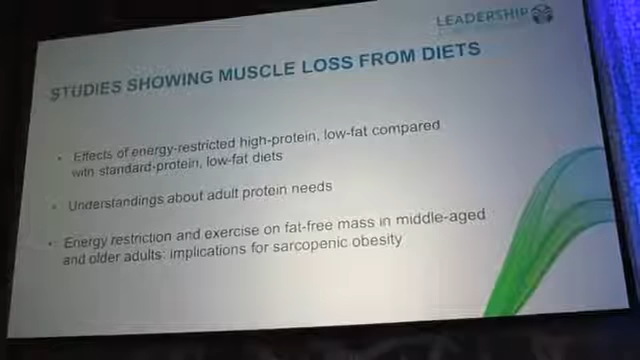 LEADERSHIP
STUDIES SHOWING MUSCLE LOSS FROM DIETS
• Effects of energy-restricted high-protein, low-fat compared
with standard-protein, low-fat diets
• Understandings about adult protein needs
• Energy restriction and exercise on fat-free mass in middle-aged
and older adults: implications for sarcopenic obesity